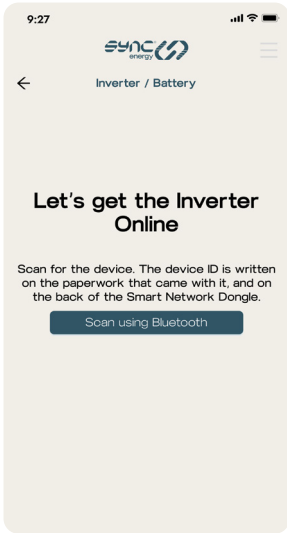 9:27
sync
energy
Inverter / Battery
Let's get the Inverter
Online
Scan for the device. The device ID is written
on the paperwork that came with it, and on
the back of the Smart Network Dongle.
Scan using Bluetooth